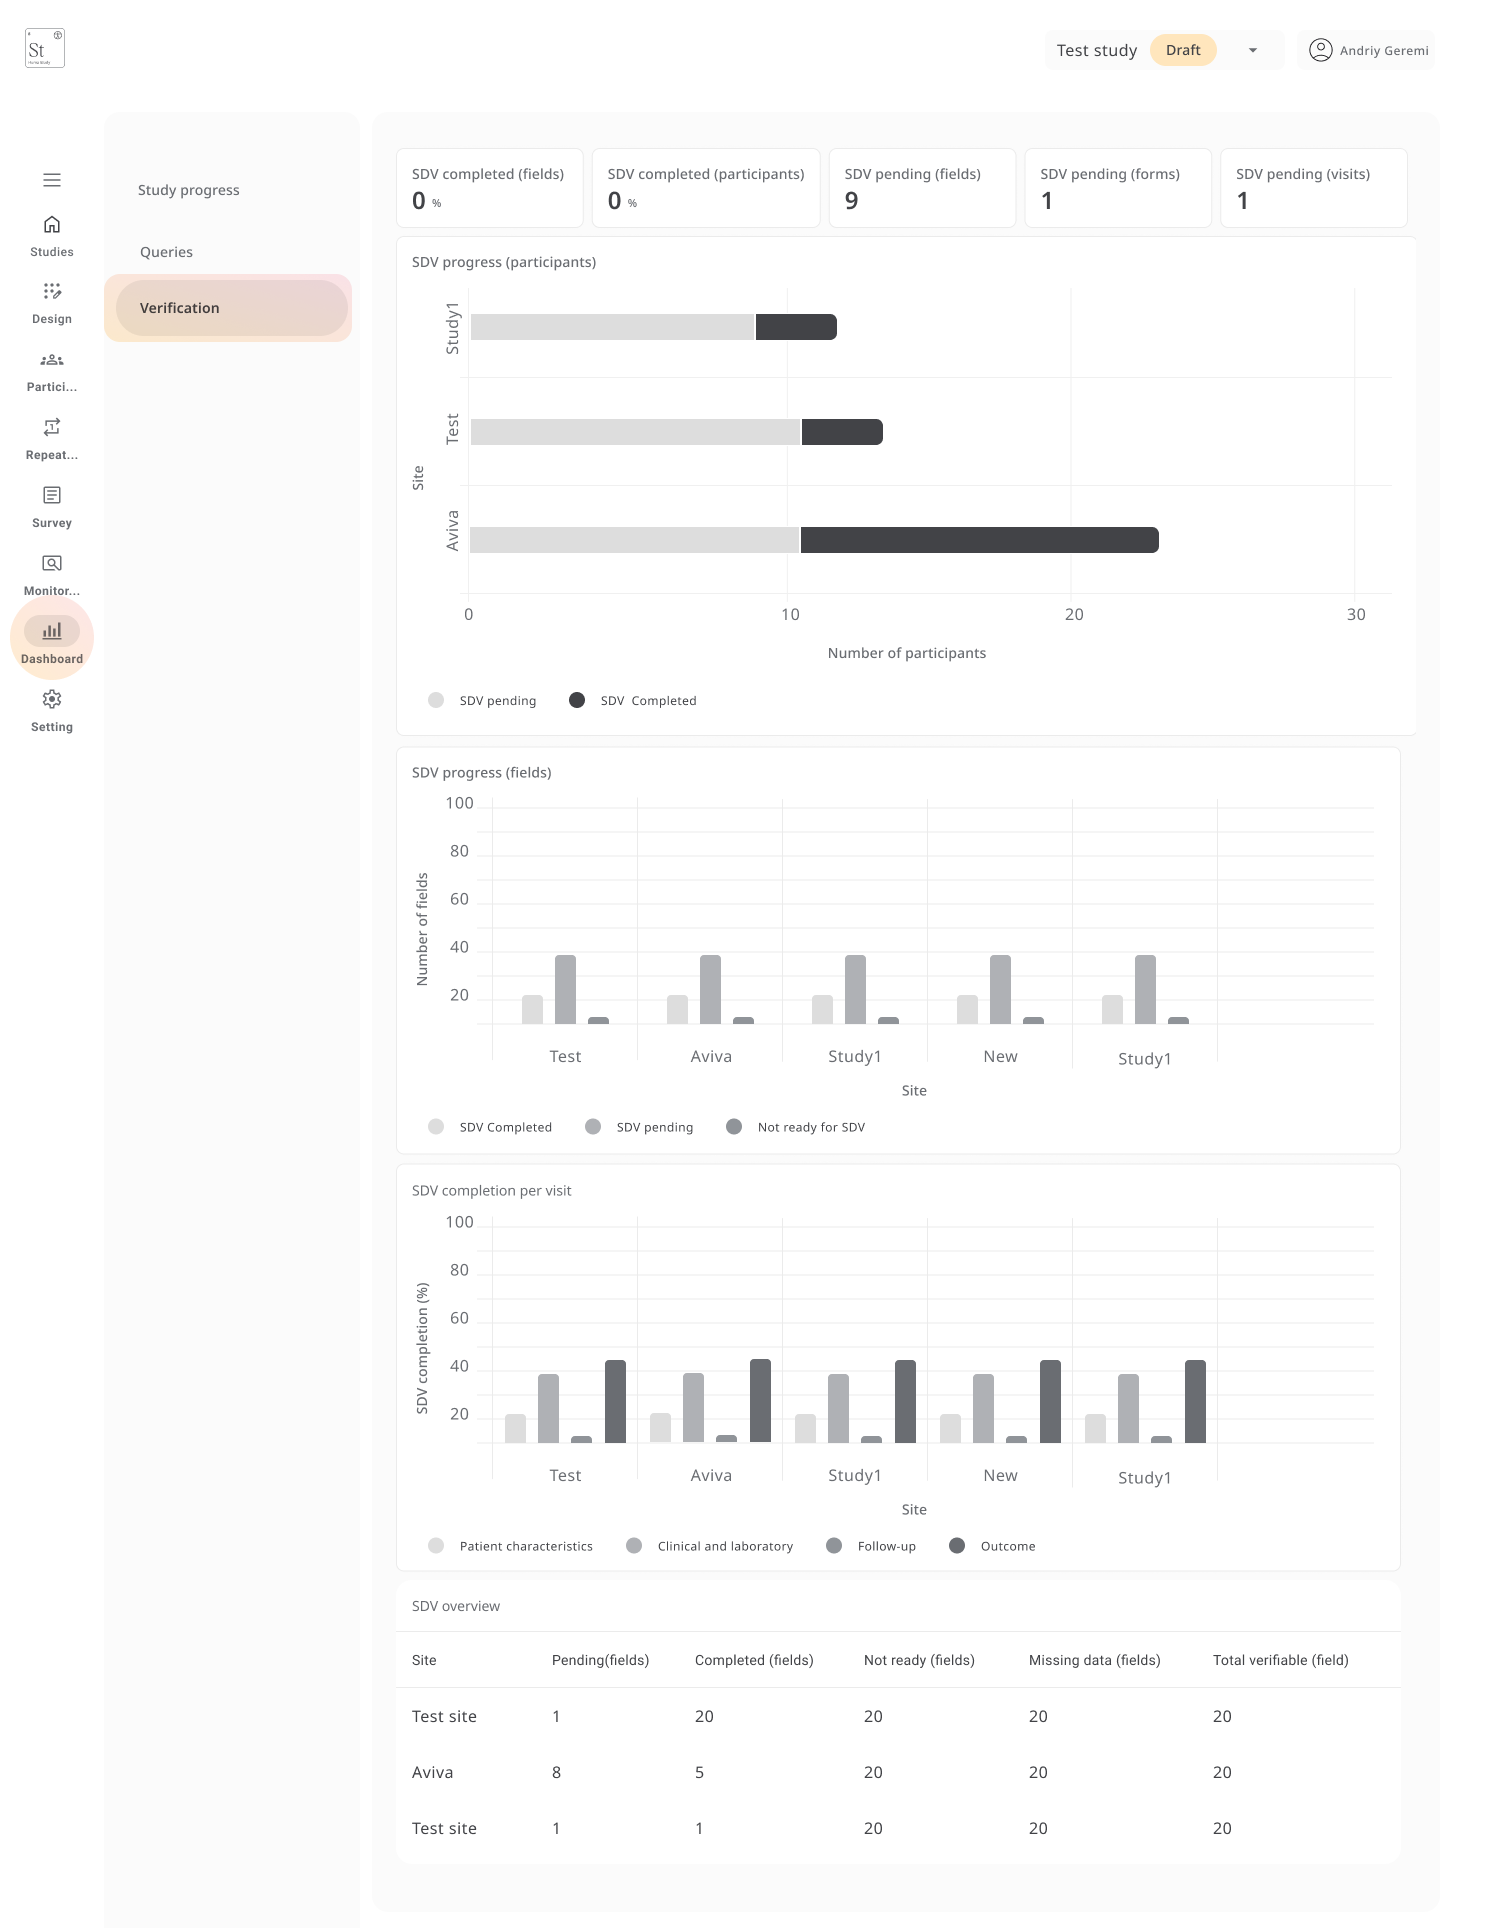 St
Test study
Draft
Andriy Geremi
Studies
Design
Partici...
Repeat...
Survey
Monitor...
Dashboard
Setting
Study progress
Queries
Verification
SDV completed (fields)
0 %
SDV completed (participants)
0 %
SDV pending (fields)
9
SDV pending (forms)
1
SDV pending (visits)
1
SDV progress (participants)
Site
Study1
Test
Aviva
0 10 20 30
Number of participants
SDV pending SDV Completed
SDV progress (fields)
Number of fields
100
80
60
40
20
Test Aviva Study1 New Study1
Site
SDV Completed SDV pending Not ready for SDV
SDV completion per visit
SDV completion (%)
100
80
60
40
20
Test Aviva Study1 New Study1
Site
Patient characteristics Clinical and laboratory Follow-up Outcome
SDV overview
Site Pending(fields) Completed (fields) Not ready (fields) Missing data (fields) Total verifiable (field)
Test site 1 20 20 20 20
Aviva 8 5 20 20 20
Test site 1 1 20 20 20